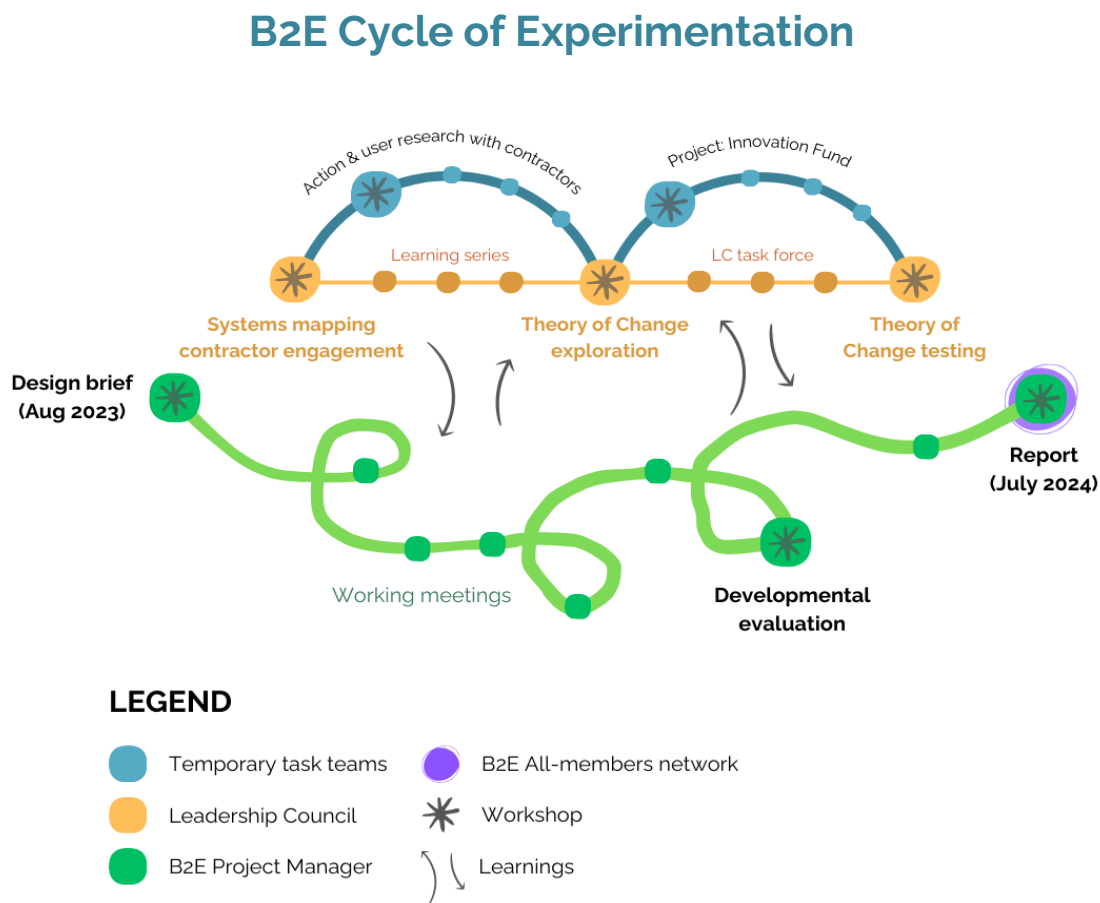 B2E Cycle of Experimentation
Action & user research with contractors
Project: Innovation Fund
Learning series
LC task force
Systems mapping
contractor engagement
Theory of Change
exploration
Theory of
Change testing
Design brief
(Aug 2023)
Report
(July 2024)
Working meetings
Developmental
evaluation
LEGEND
Temporary task teams
B2E All-members network
Leadership Council
Workshop
B2E Project Manager
Learnings